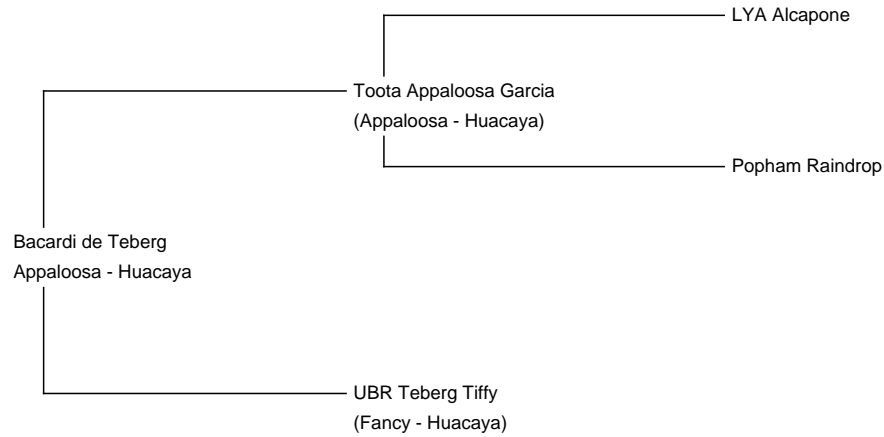 LYA Alcapone
Toota Appaloosa Garcia
(Appaloosa - Huacaya)
Popham Raindrop
Bacardi de Teberg
Appaloosa - Huacaya
UBR Teberg Tiffy
(Fancy - Huacaya)